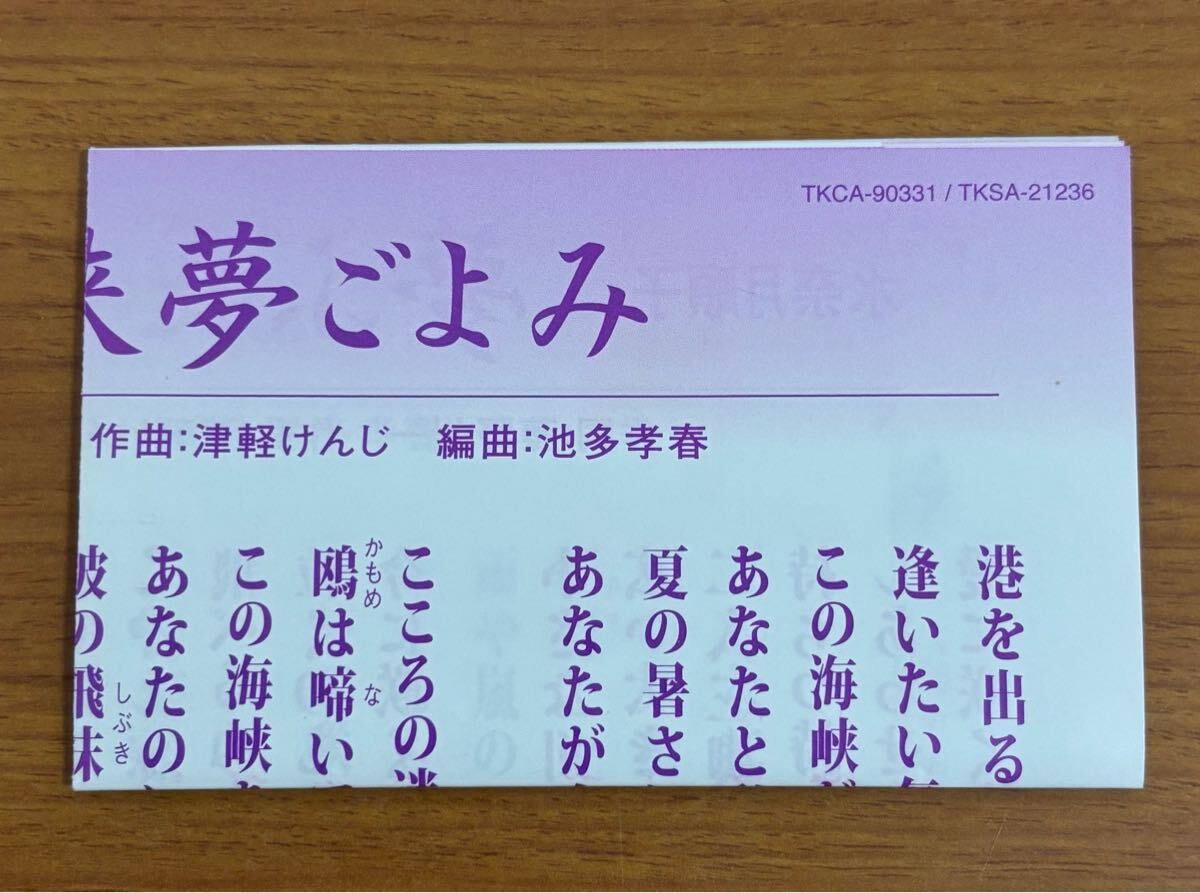 TKCA-90331 / TKSA-21236
夢ごよみ
作曲:津軽けんじ 編曲:池多孝春
港を出る
逢いたい
この海峡
あなたと
夏の暑さ
あなたが
こころの
鴎は啼い
かもめ
な
この海峡
あなたの
波の飛沫
しぶき